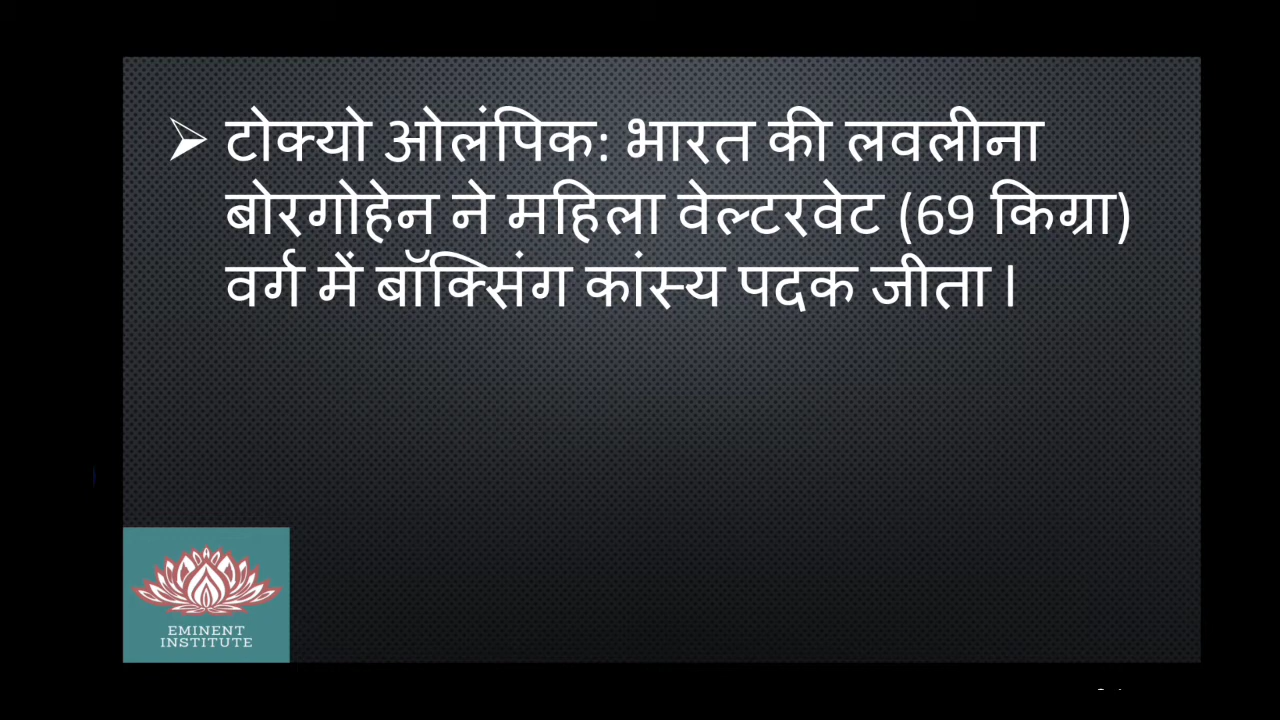 ➢ टोक्यो ओलंपिक: भारत की लवलीना
बोरगोहेन ने महिला वेल्टरवेट (69 किग्रा)
वर्ग में बॉक्सिंग कांस्य पदक जीता l
EMINENT
INSTITUTE